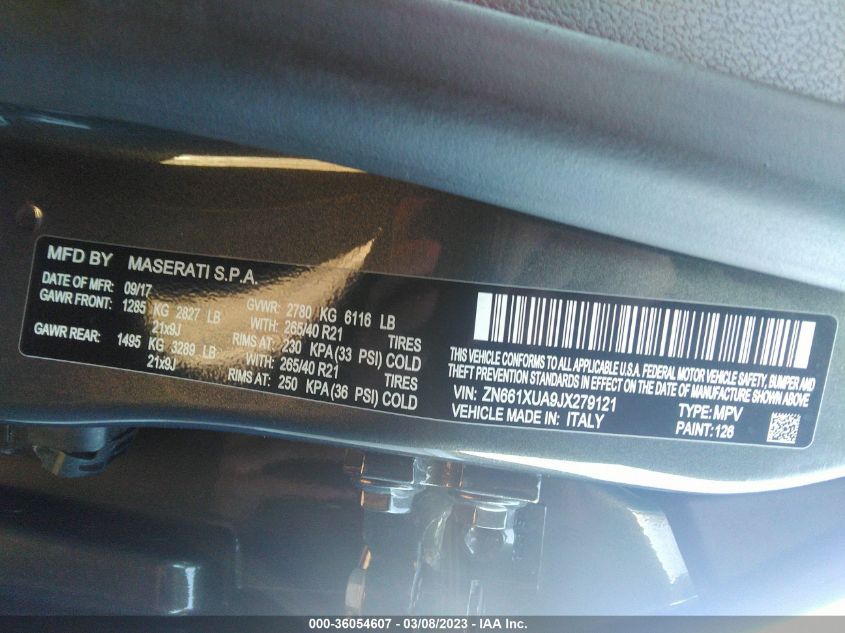 MFD BY MASERATI S.P.A.
DATE OF MFR: 09/17 GVWR: 2780 KG 6116 LB
GAWR FRONT: 1285 KG 2827 LB WITH: 265/40 R21 TIRES
21x9J RIMS AT: 230 KPA (33 PSI) COLD
GAWR REAR: 1495 KG 3289 LB WITH: 265/40 R21 TIRES
21x9J RIMS AT: 250 KPA (36 PSI) COLD
THIS VEHICLE CONFORMS TO ALL APPLICABLE U.S.A. FEDERAL MOTOR VEHICLE SAFETY, BUMPER AND
THEFT PREVENTION STANDARDS IN EFFECT ON THE DATE OF MANUFACTURE SHOWN ABOVE
VIN: ZN661XUA9JX279121 TYPE: MPV
VEHICLE MADE IN: ITALY PAINT: 126
000-36054607 - 03/08/2023 - IAA Inc.